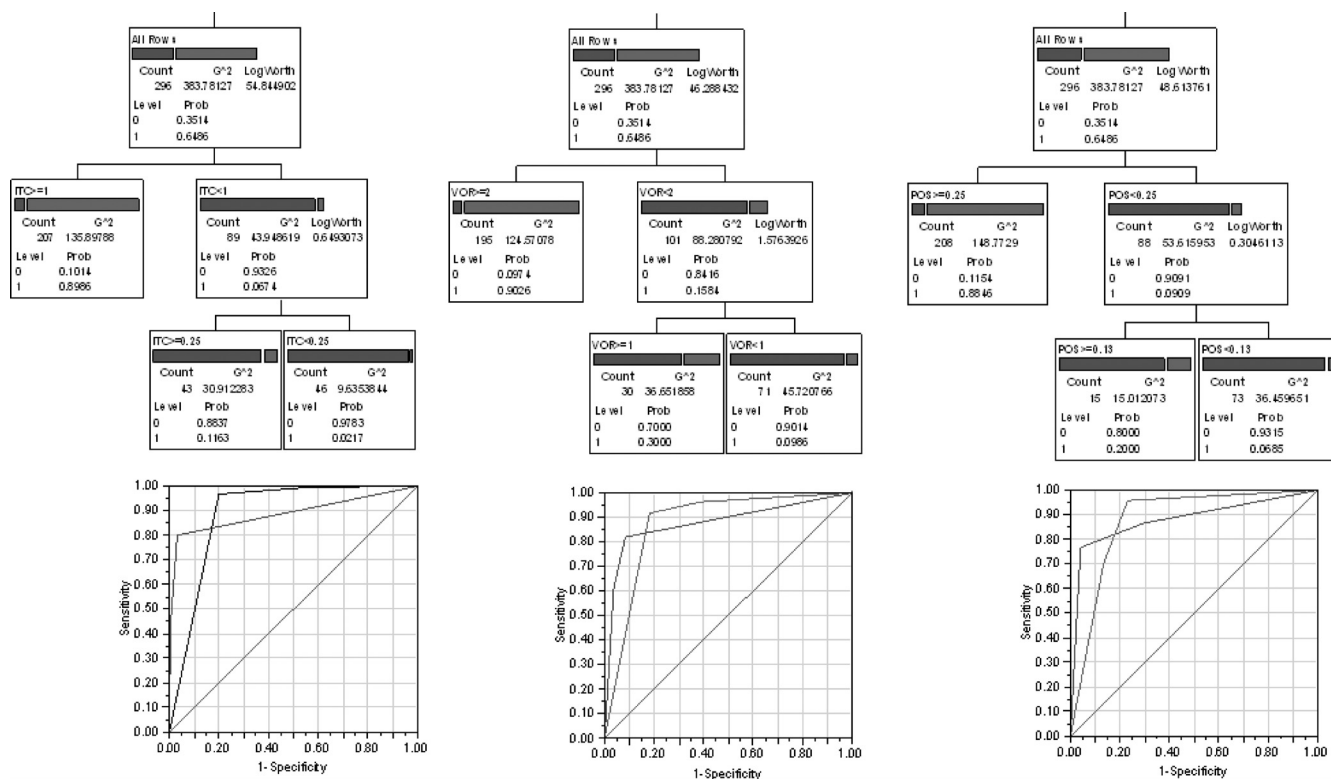 All Rows
Count G^2 LogWorth
296 383.78127 54.844902
Level Prob
0 0.3514
1 0.6486
ITC>=1
Count G^2
207 135.89788
Level Prob
0 0.1014
1 0.8986
ITC<1
Count G^2 LogWorth
89 43.948619 0.6493073
Level Prob
0 0.9326
1 0.0674
ITC>=0.25
Count G^2
43 30.912283
Level Prob
0 0.8837
1 0.1163
ITC<0.25
Count G^2
46 9.6353844
Level Prob
0 0.9783
1 0.0217
1.00
0.90
0.80
0.70
0.60
0.50
0.40
0.30
0.20
0.10
0.00
Sensitivity
0.00 0.20 0.40 0.60 0.80 1.00
1-Specificity
All Rows
Count G^2 LogWorth
296 383.78127 46.288432
Level Prob
0 0.3514
1 0.6486
VOR>=2
Count G^2
195 124.57078
Level Prob
0 0.0974
1 0.9026
VOR<2
Count G^2 LogWorth
101 88.280792 1.5763926
Level Prob
0 0.8416
1 0.1584
VOR>=1
Count G^2
30 36.651858
Level Prob
0 0.7000
1 0.3000
VOR<1
Count G^2
71 45.720766
Level Prob
0 0.9014
1 0.0986
1.00
0.90
0.80
0.70
0.60
0.50
0.40
0.30
0.20
0.10
0.00
Sensitivity
0.00 0.20 0.40 0.60 0.80 1.00
1-Specificity
All Rows
Count G^2 LogWorth
296 383.78127 48.613761
Level Prob
0 0.3514
1 0.6486
POS>=0.25
Count G^2
208 148.7729
Level Prob
0 0.1154
1 0.8846
POS<0.25
Count G^2 LogWorth
88 53.615953 0.3046113
Level Prob
0 0.9091
1 0.0909
POS>=0.13
Count G^2
15 15.012073
Level Prob
0 0.8000
1 0.2000
POS<0.13
Count G^2
73 36.459651
Level Prob
0 0.9315
1 0.0685
1.00
0.90
0.80
0.70
0.60
0.50
0.40
0.30
0.20
0.10
0.00
Sensitivity
0.00 0.20 0.40 0.60 0.80 1.00
1-Specificity